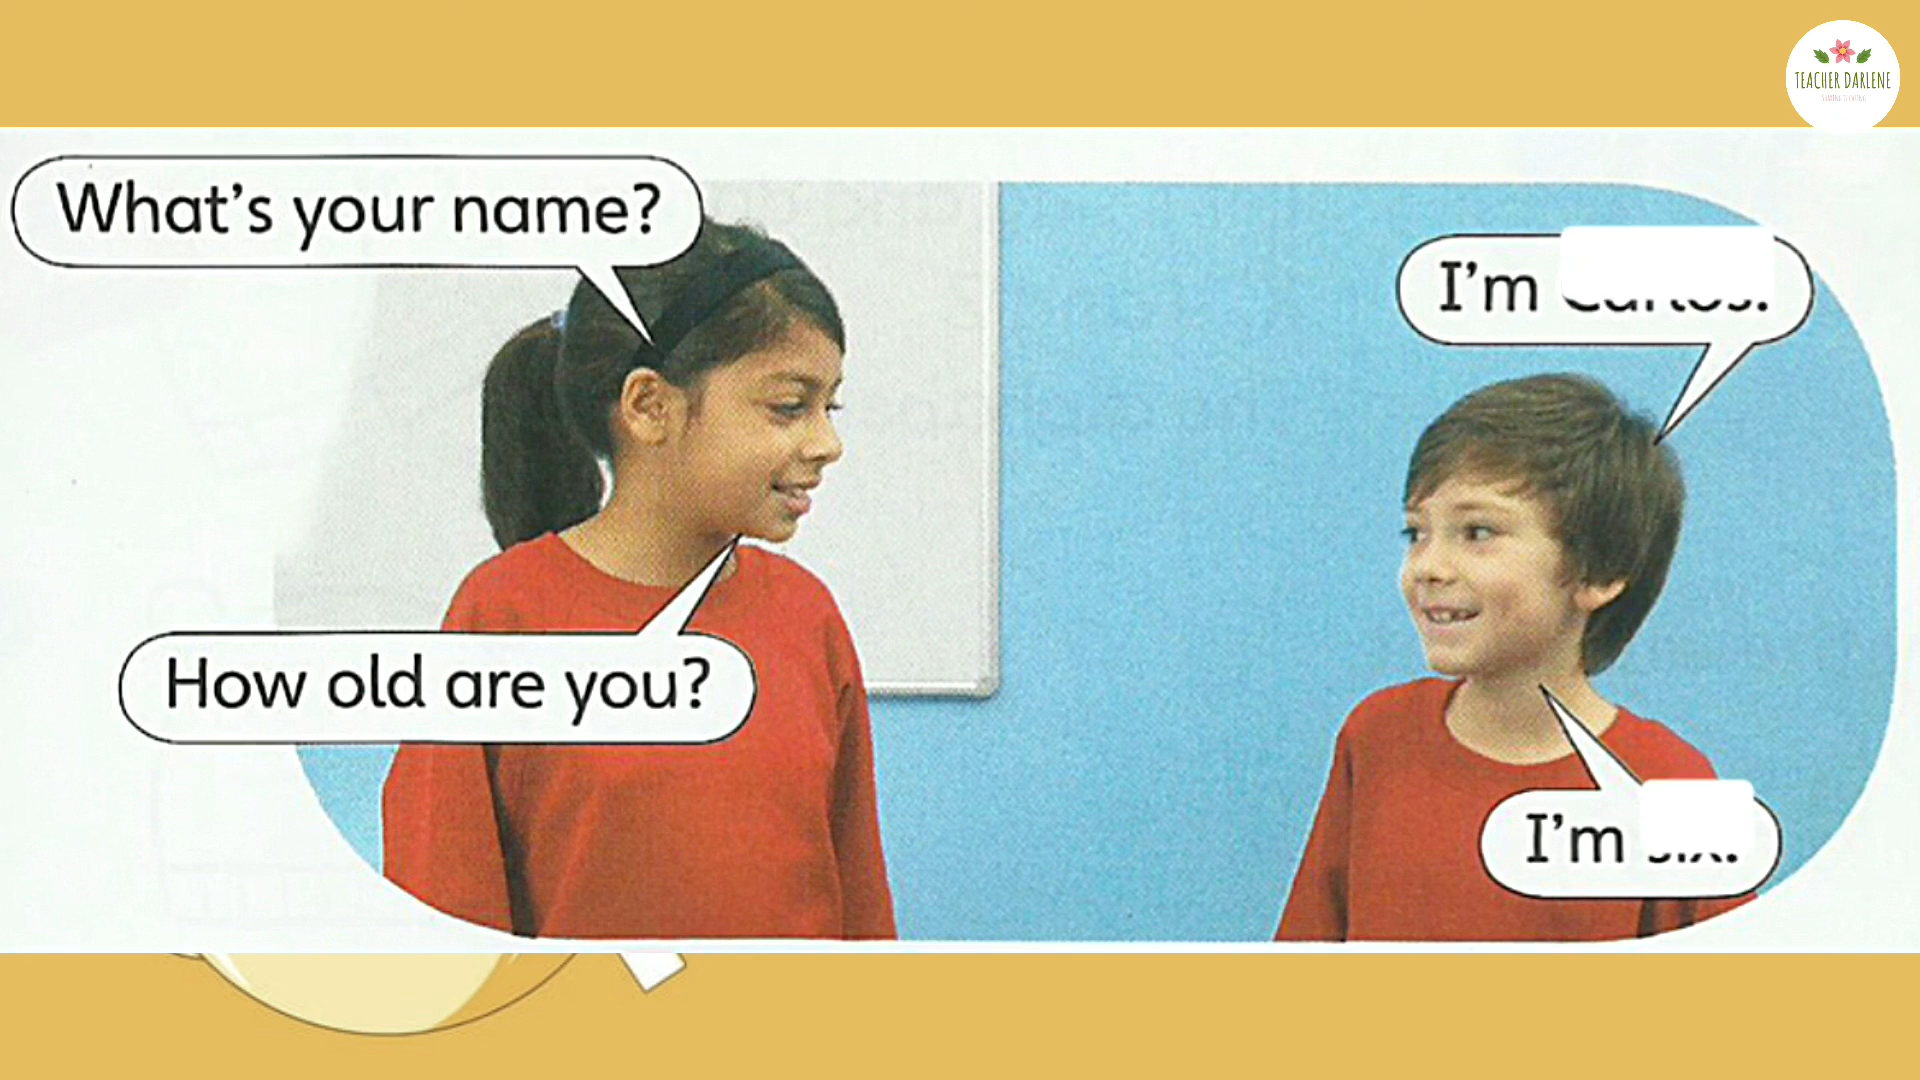 TEACHER DARLENE
What's your name?
I'm
How old are you?
I'm